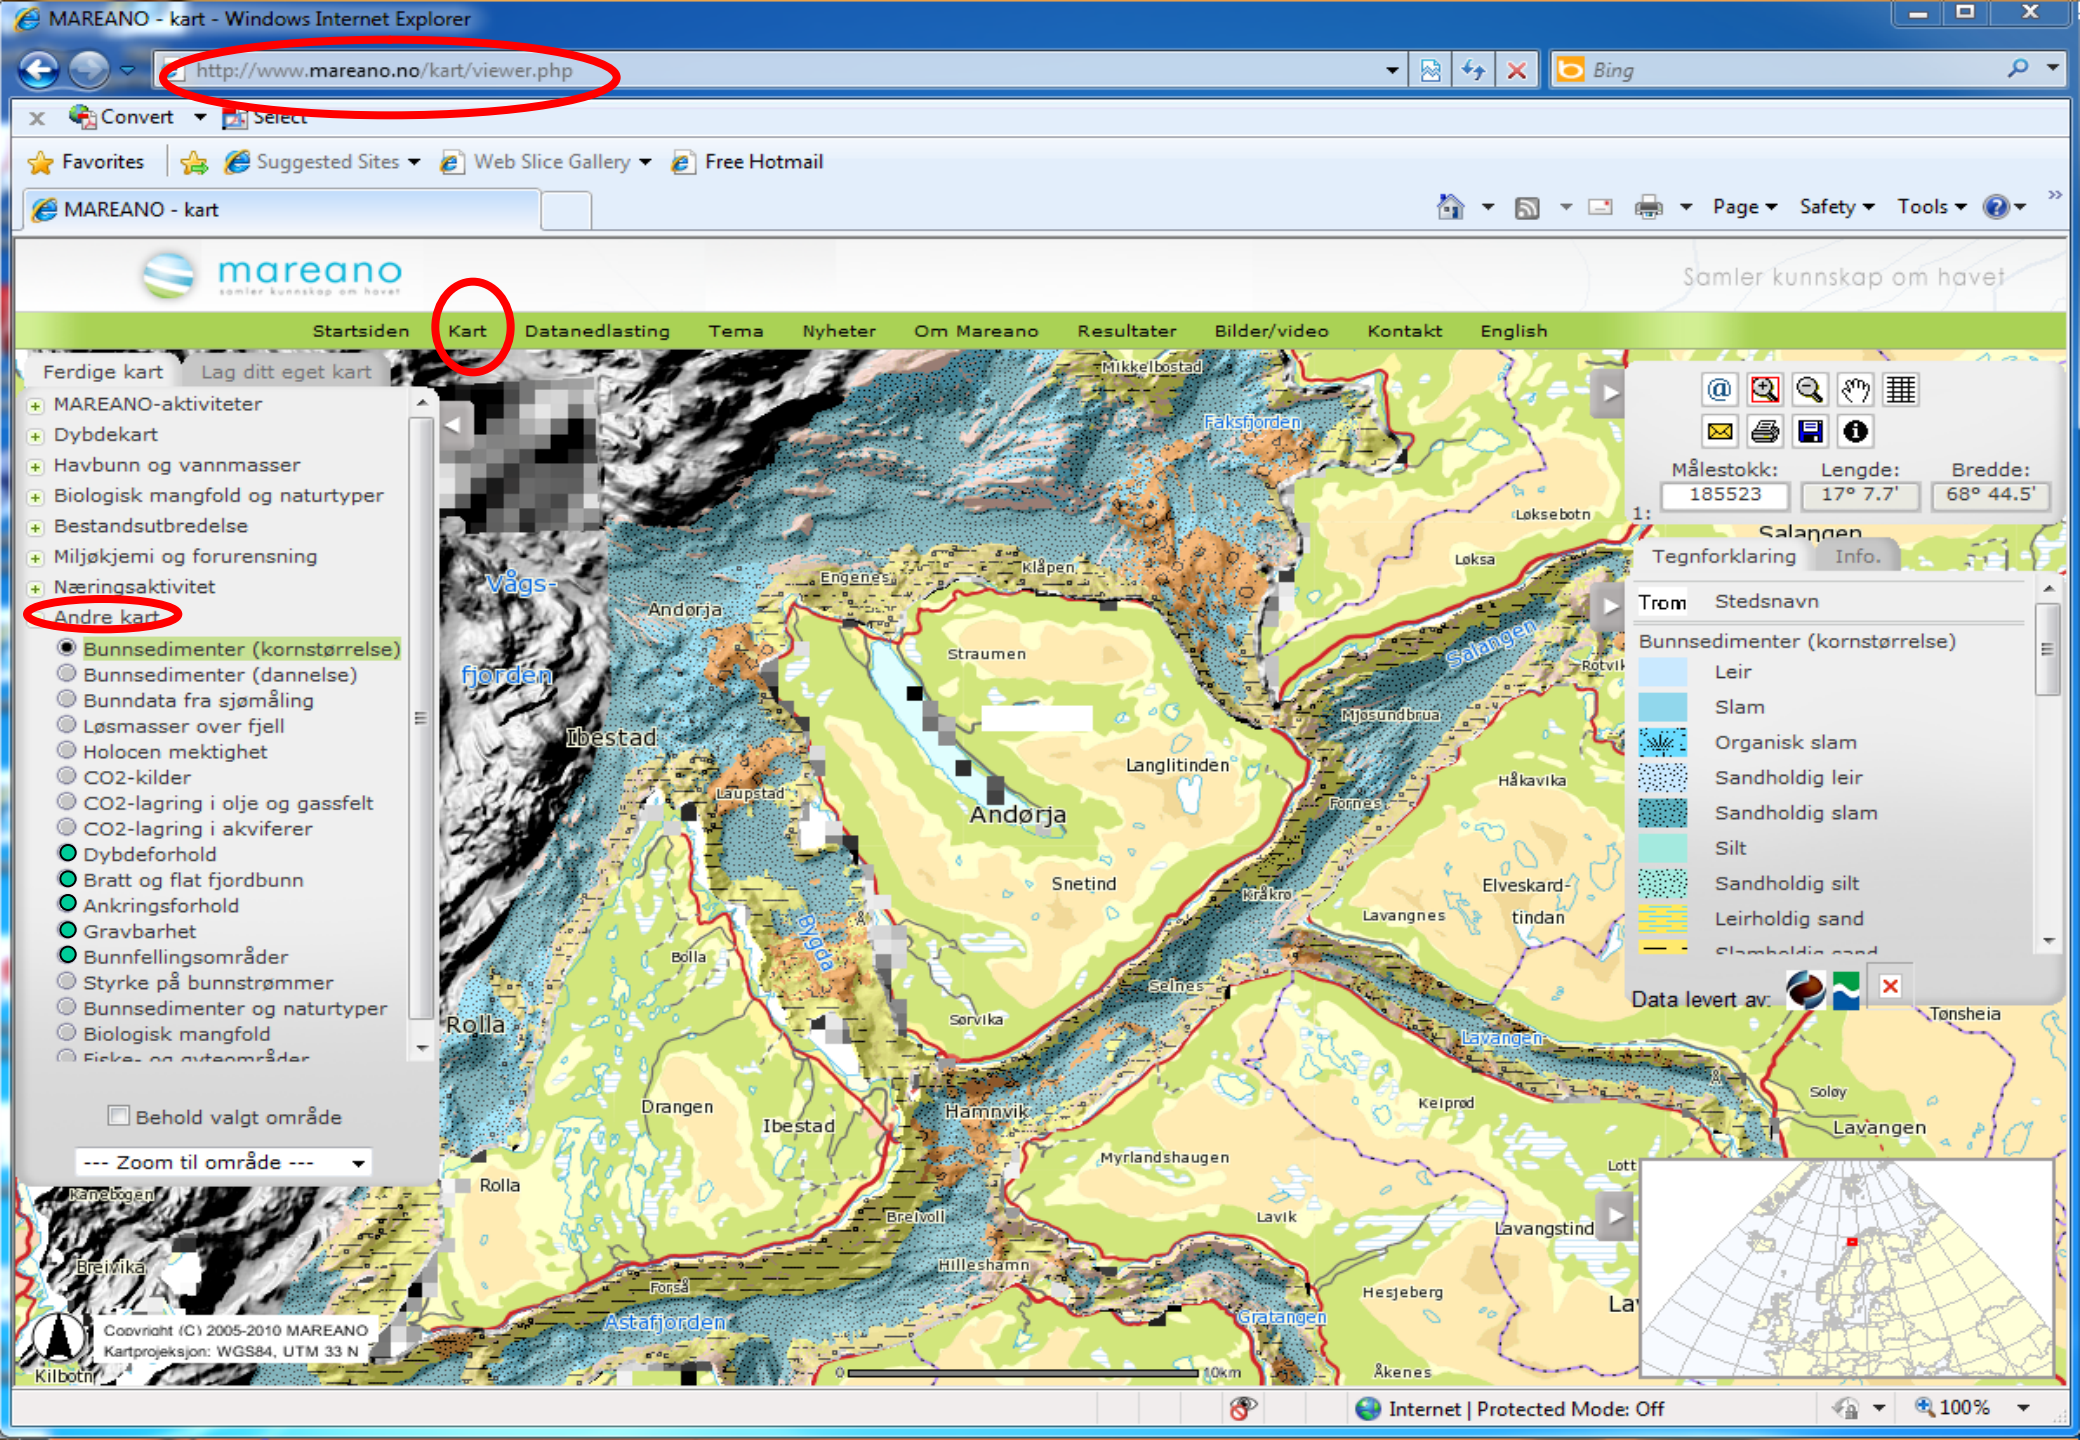 MAREANO - kart - Windows Internet Explorer
http://www.mareano.no/kart/viewer.php
Bing
x Convert Select
Favorites Suggested Sites Web Slice Gallery Free Hotmail
MAREANO - kart
Page Safety Tools
mareano
samler kunnskap om havet
Samler kunnskap om havet
Startsiden Kart Datanedlasting Tema Nyheter Om Mareano Resultater Bilder/video Kontakt English
Ferdige kart Lag ditt eget kart
MAREANO-aktiviteter
Dybdekart
Havbunn og vannmasser
Biologisk mangfold og naturtyper
Bestandsutbredelse
Miljøkjemi og forurensning
Næringsaktivitet
Andre kart
Bunnsedimenter (kornstørrelse)
Bunnsedimenter (dannelse)
Bunndata fra sjømåling
Løsmasser over fjell
Holocen mektighet
CO2-kilder
CO2-lagring i olje og gassfelt
CO2-lagring i akviferer
Dybdeforhold
Bratt og flat fjordbunn
Ankringsforhold
Gravbarhet
Bunnfellingsområder
Styrke på bunnstrømmer
Bunnsedimenter og naturtyper
Biologisk mangfold
Fiske- og gyteområder
Behold valgt område
--- Zoom til område ---
Målestokk: Lengde: Bredde:
1: 185523 17° 7.7' 68° 44.5'
Tegnforklaring Info.
Trom Stedsnavn
Bunnsedimenter (kornstørrelse)
Leir
Slam
Organisk slam
Sandholdig leir
Sandholdig slam
Silt
Sandholdig silt
Leirholdig sand
Slamholdig sand
Data levert av:
Mikkelbostad
Faksfjorden
Løksebotn
Salangen
Løksa
Klåpen
Engenes
Vågs-
fjorden
Andørja
Straumen
Salangen
Rotvik
Mjøsundbrua
Ibestad
Langlitinden
Håkavika
Laupstad
Fornes
Andørja
Snetind
Kråkrø
Elveskard-
tindan
Lavangnes
Å
Bygda
Bolla
Selnes
Rolla
Sørvika
Lavangen
Tønsheia
Å
Soløy
Drangen
Hamnvik
Kelprød
Ibestad
Lavangen
Myrlandshaugen
Lott
Kanebogen
Rolla
Breivoll
Lavik
Lavangstind
Breivika
Hilleshamn
Forså
Hesjeberg
La
Astafjorden
Gratangen
Copyright (C) 2005-2010 MAREANO
Kartprojeksjon: WGS84, UTM 33 N
Kilbotn
0 10km
Åkenes
Internet | Protected Mode: Off
100%